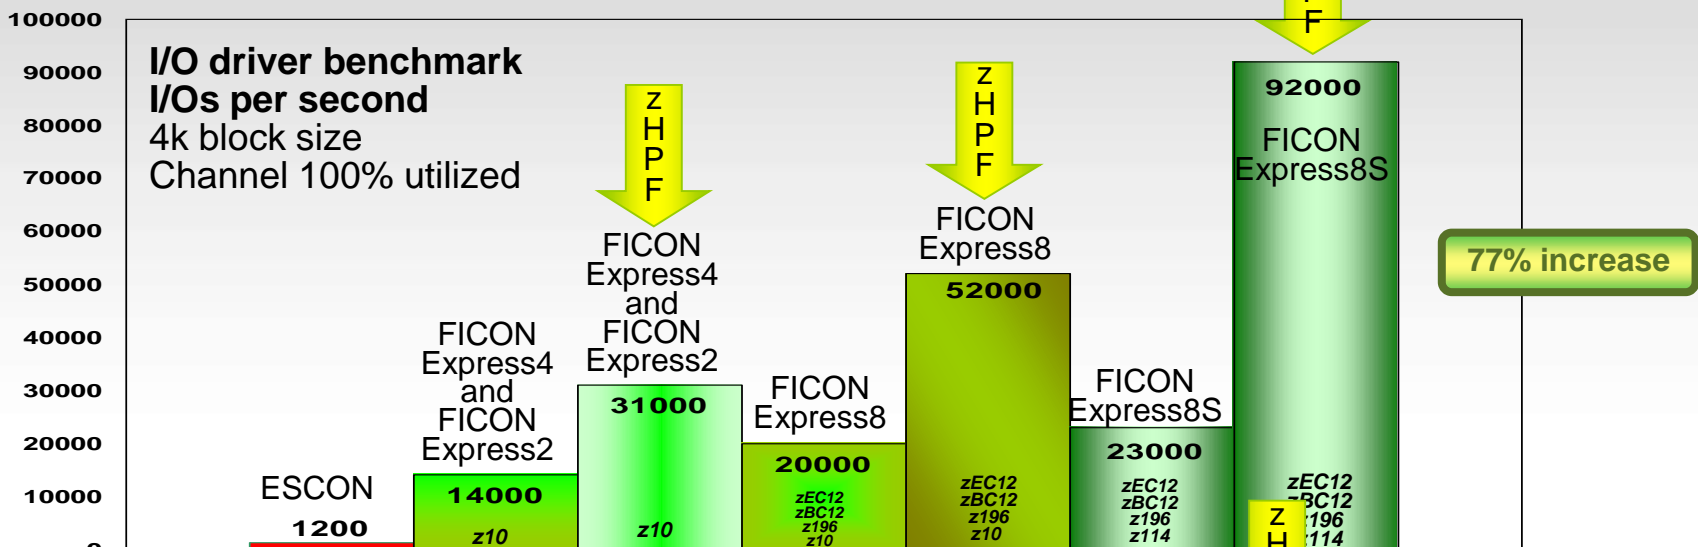 100000
90000
80000
70000
60000
50000
40000
30000
20000
10000
I/O driver benchmark
I/Os per second
4k block size
Channel 100% utilized
ESCON
1200
FICON
Express4
and
FICON
Express2
14000
z10
z
H
P
F
FICON
Express4
and
FICON
Express2
31000
z10
FICON
Express8
20000
zEC12
zBC12
z196
z10
z
H
P
F
FICON
Express8
52000
zEC12
zBC12
z196
z10
FICON
Express8S
23000
zEC12
zBC12
z196
z114
F
92000
FICON
Express8S
zEC12
zBC12
z196
z114
z
H
77% increase